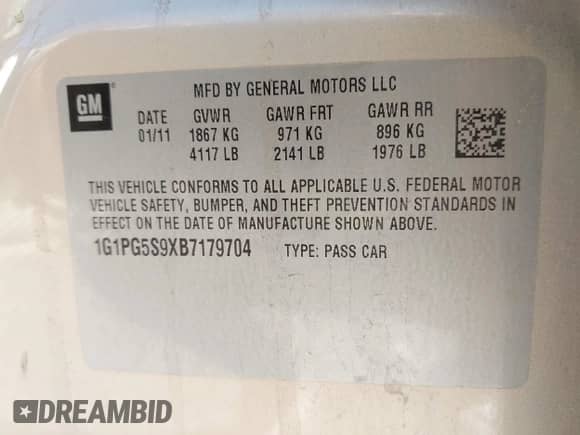 GM
MFD BY GENERAL MOTORS LLC
DATE GVWR GAWR FRT GAWR RR
01/11 1867 KG 971 KG 896 KG
4117 LB 2141 LB 1976 LB
THIS VEHICLE CONFORMS TO ALL APPLICABLE U.S. FEDERAL MOTOR
VEHICLE SAFETY, BUMPER, AND THEFT PREVENTION STANDARDS IN
EFFECT ON THE DATE OF MANUFACTURE SHOWN ABOVE.
1G1PG5S9XB7179704 TYPE: PASS CAR
DREAMBID